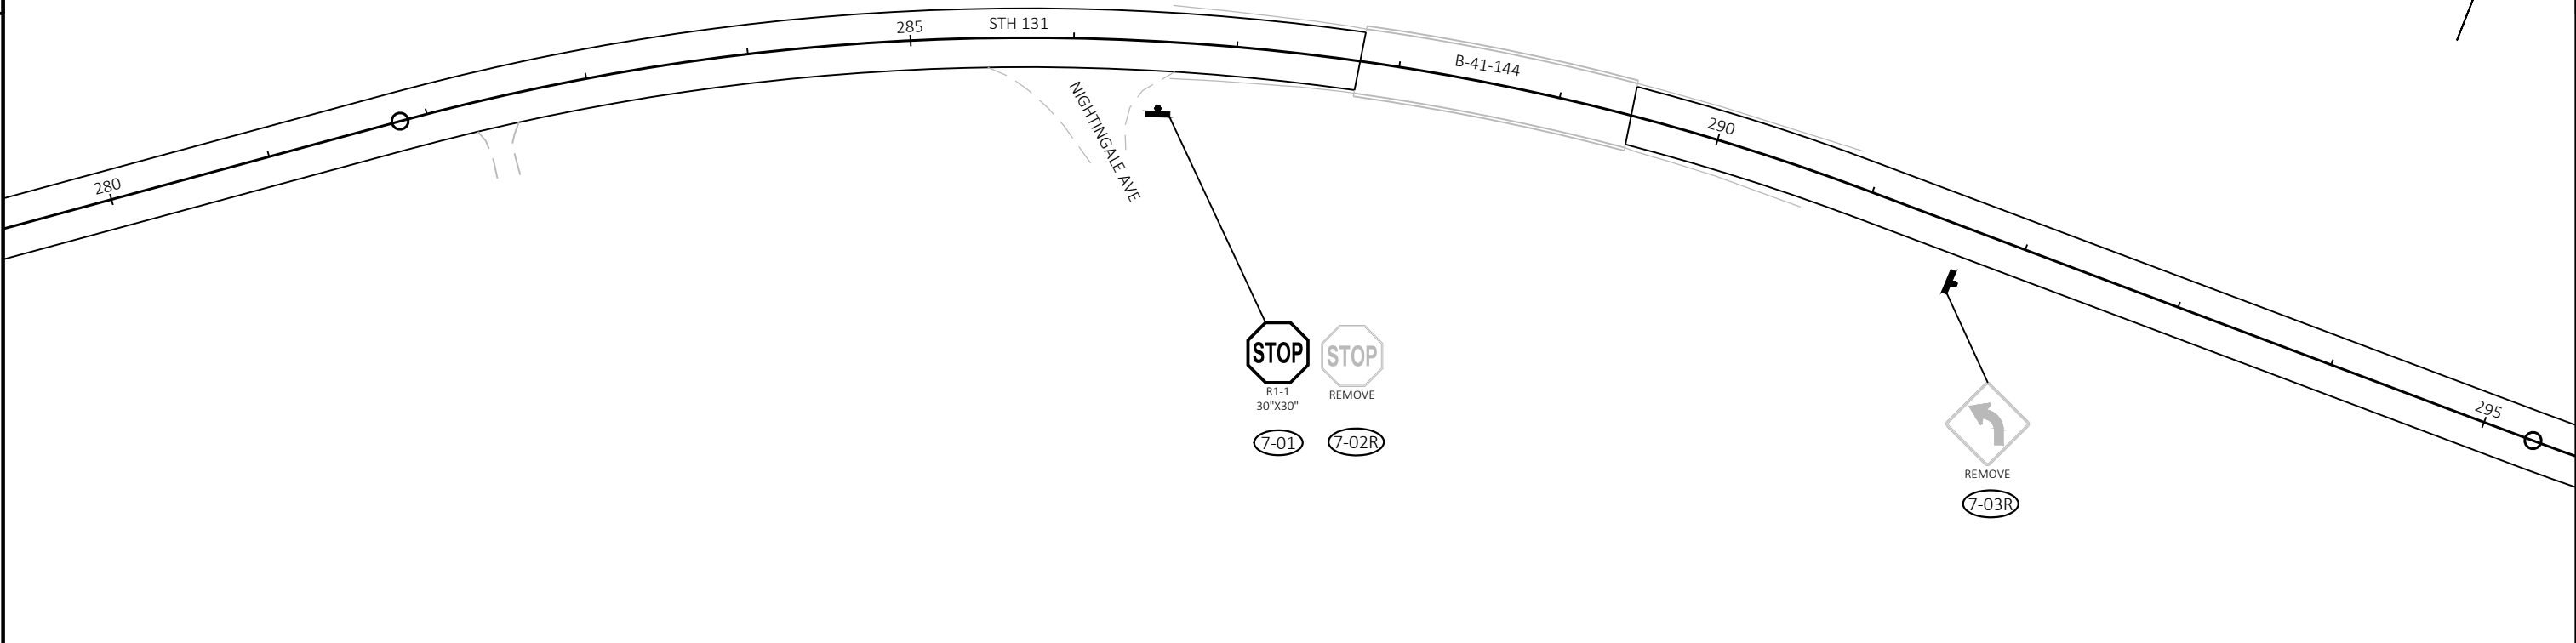 285
STH 131
B-41-144
290
280
NIGHTINGALE AVE
STOP
R1-1
30"X30"
7-01
STOP
REMOVE
7-02R
REMOVE
7-03R
295